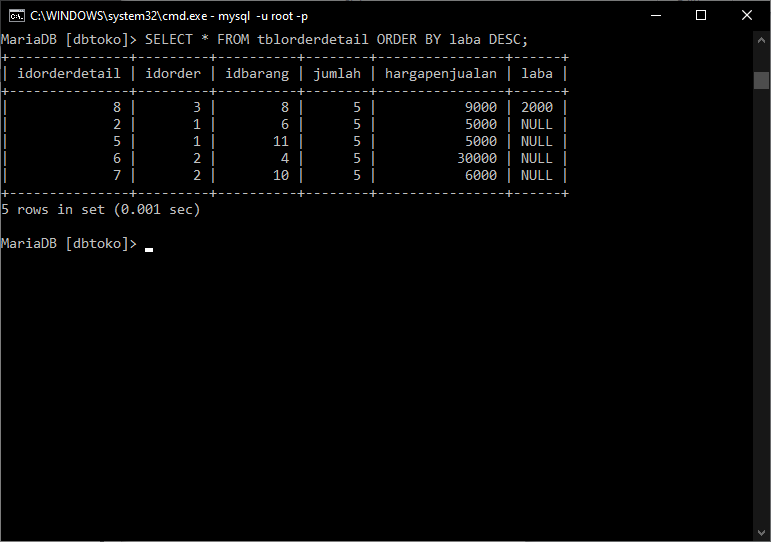 C:\WINDOWS\system32\cmd.exe - mysql  -u root -p
MariaDB [dbtoko]> SELECT * FROM tblorderdetail ORDER BY laba DESC;
+---------------+---------+----------+--------+----------------+------+
| idorderdetail | idorder | idbarang | jumlah | hargapenjualan | laba |
+---------------+---------+----------+--------+----------------+------+
|             8 |       3 |        8 |      5 |           9000 | 2000 |
|             2 |       1 |        6 |      5 |           5000 | NULL |
|             5 |       1 |       11 |      5 |           5000 | NULL |
|             6 |       2 |        4 |      5 |          30000 | NULL |
|             7 |       2 |       10 |      5 |           6000 | NULL |
+---------------+---------+----------+--------+----------------+------+
5 rows in set (0.001 sec)
MariaDB [dbtoko]> _